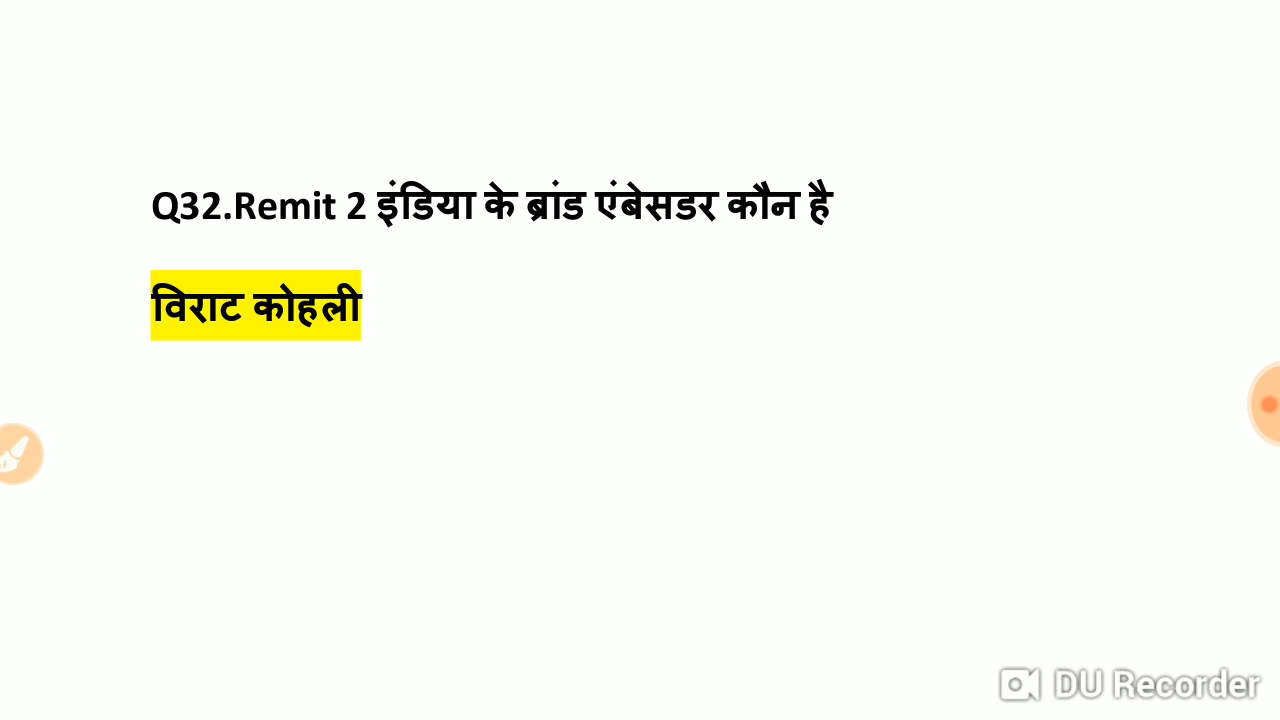 Q32.Remit 2 इंडिया के ब्रांड एंबेसडर कौन है
विराट कोहली
DU Recorder